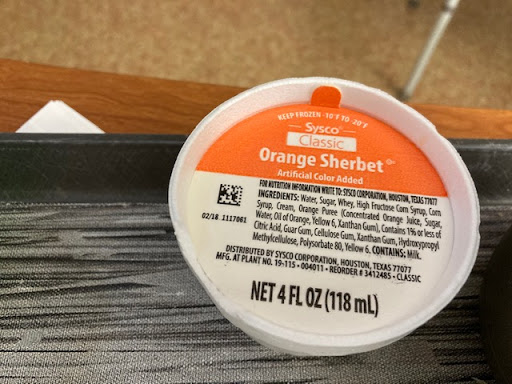 KEEP FROZEN -10°F TO -20°F
Sysco
Classic
Orange Sherbet
Artificial Color Added
FOR NUTRITION INFORMATION WRITE TO: SYSCO CORPORATION, HOUSTON, TEXAS 77077
INGREDIENTS: Water, Sugar, Whey, High Fructose Corn Syrup, Corn
Syrup, Cream, Orange Puree (Concentrated Orange Juice, Sugar,
Water, Oil of Orange, Yellow 6, Xanthan Gum), Contains 1% or less of
Citric Acid, Guar Gum, Cellulose Gum, Xanthan Gum, Hydroxypropyl
Methylcellulose, Polysorbate 80, Yellow 6. CONTAINS: Milk.
02/18 1117061
DISTRIBUTED BY SYSCO CORPORATION, HOUSTON, TEXAS 77077
MFG. AT PLANT NO. 19-115 • 004011 • REORDER # 3412485 • CLASSIC
NET 4 FL OZ (118 mL)